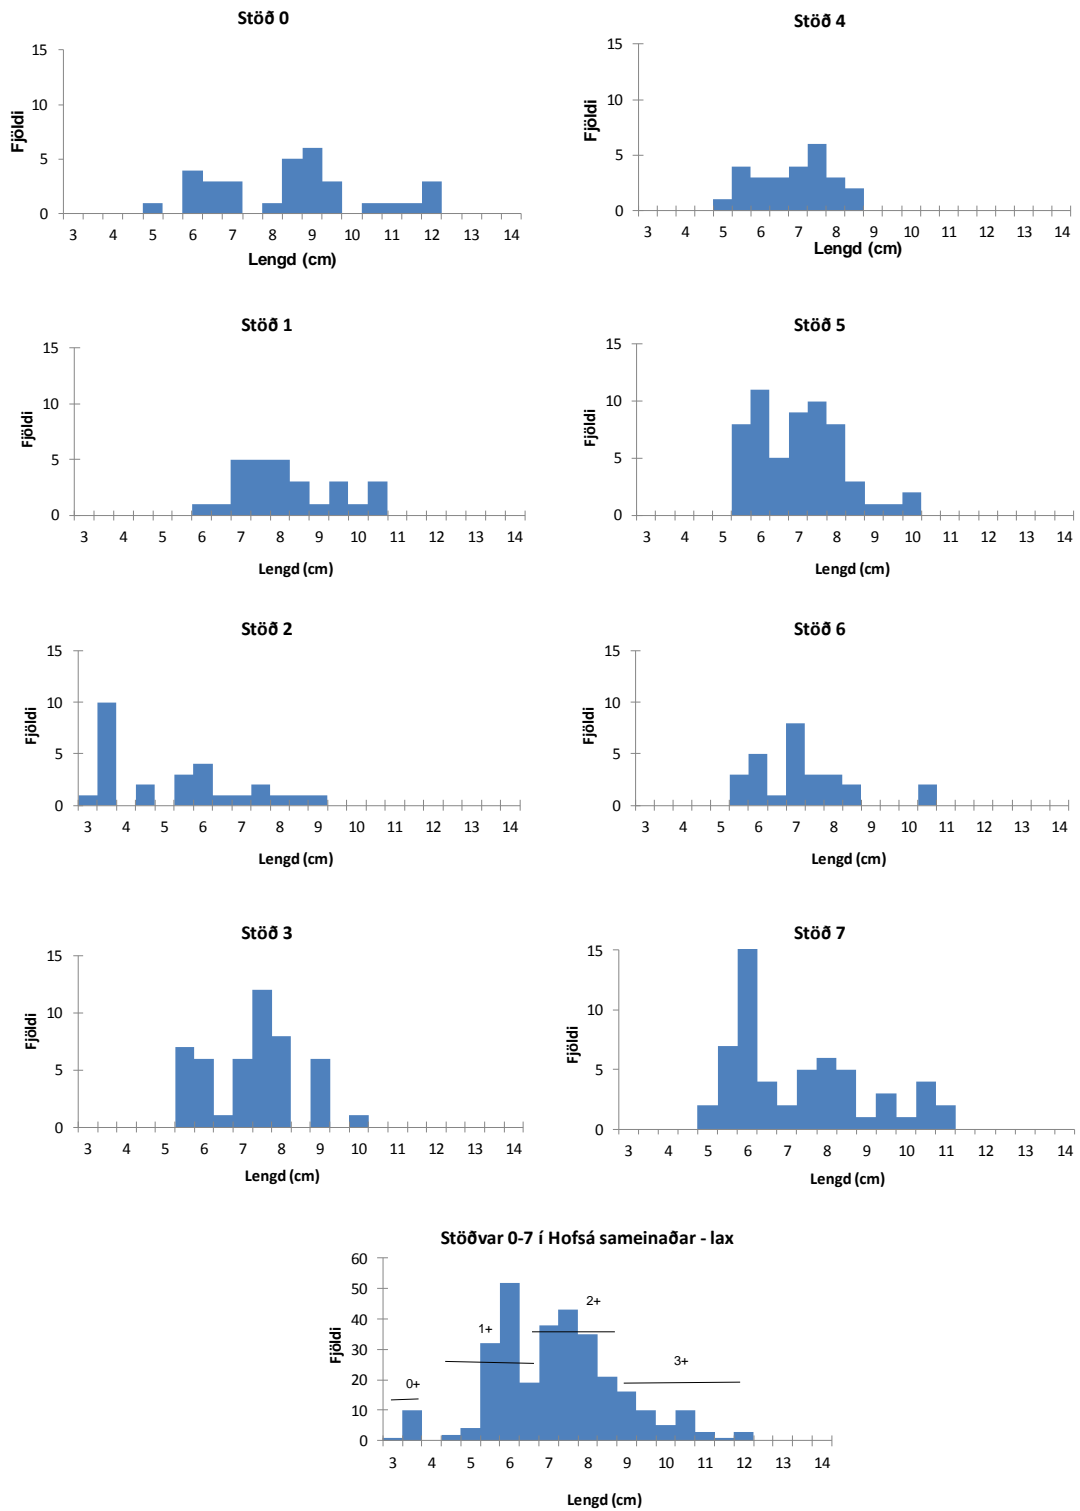 Stöð 0
15
10
5
0
Fjöldi
3 4 5 6 7 8 9 10 11 12 13 14
Lengd (cm)
Stöð 4
15
10
5
0
Fjöldi
3 4 5 6 7 8 9 10 11 12 13 14
Lengd (cm)
Stöð 1
15
10
5
0
Fjöldi
3 4 5 6 7 8 9 10 11 12 13 14
Lengd (cm)
Stöð 5
15
10
5
0
Fjöldi
3 4 5 6 7 8 9 10 11 12 13 14
Lengd (cm)
Stöð 2
15
10
5
0
Fjöldi
3 4 5 6 7 8 9 10 11 12 13 14
Lengd (cm)
Stöð 6
15
10
5
0
Fjöldi
3 4 5 6 7 8 9 10 11 12 13 14
Lengd (cm)
Stöð 3
15
10
5
0
Fjöldi
3 4 5 6 7 8 9 10 11 12 13 14
Lengd (cm)
Stöð 7
15
10
5
0
Fjöldi
3 4 5 6 7 8 9 10 11 12 13 14
Lengd (cm)
Stöðvar 0-7 í Hofsá sameinaðar - lax
60
50
40
30
20
10
0
Fjöldi
0+
1+
2+
3+
3 4 5 6 7 8 9 10 11 12 13 14
Lengd (cm)